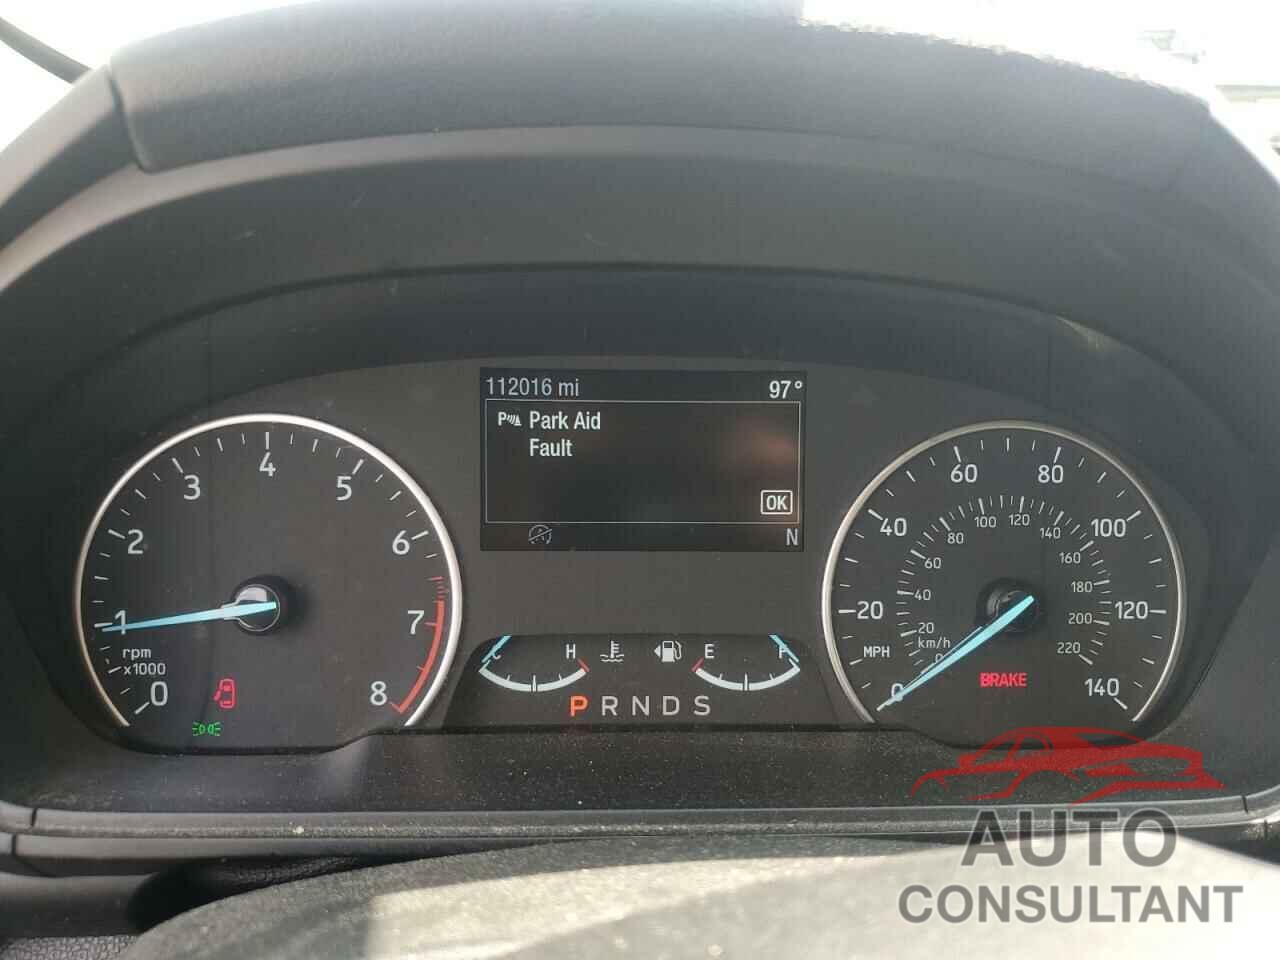 112016 mi 97°
P Park Aid
Fault
OK
N
0 1 2 3 4 5 6 7 8
rpm
x1000
C H E F
P R N D S
0 20 40 60 80 100 120 140
MPH
0 20 40 60 80 100 120 140 160 180 200 220
km/h
BRAKE
AUTO
CONSULTANT